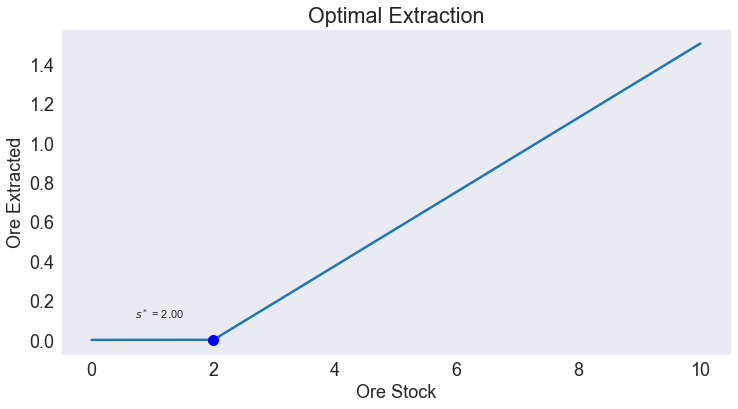 Optimal Extraction
Ore Extracted
1.4
1.2
1.0
0.8
0.6
0.4
0.2
0.0
s* = 2.00
0 2 4 6 8 10
Ore Stock